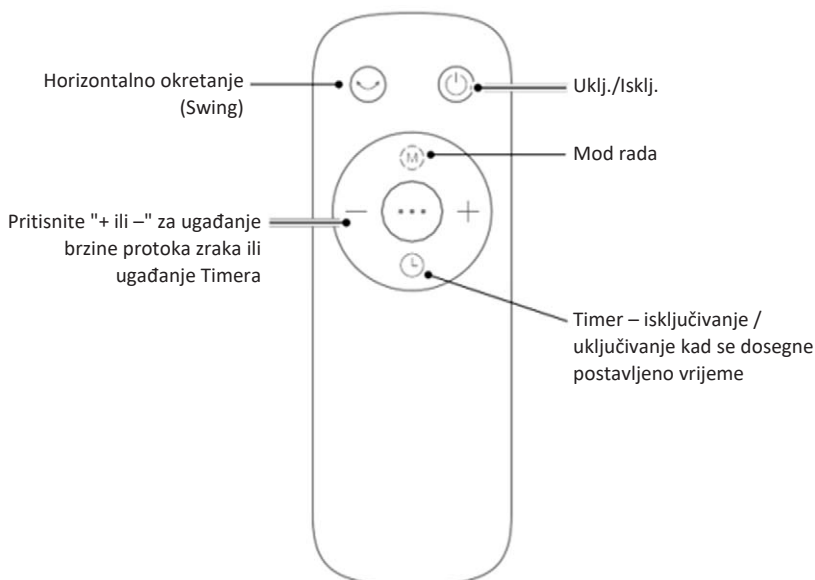 Horizontalno okretanje
(Swing)
Uklj./Isklj.
M
Mod rada
Pritisnite "+ ili –" za ugađanje
brzine protoka zraka ili
ugađanje Timera
Timer – isključivanje /
uključivanje kad se dosegne
postavljeno vrijeme